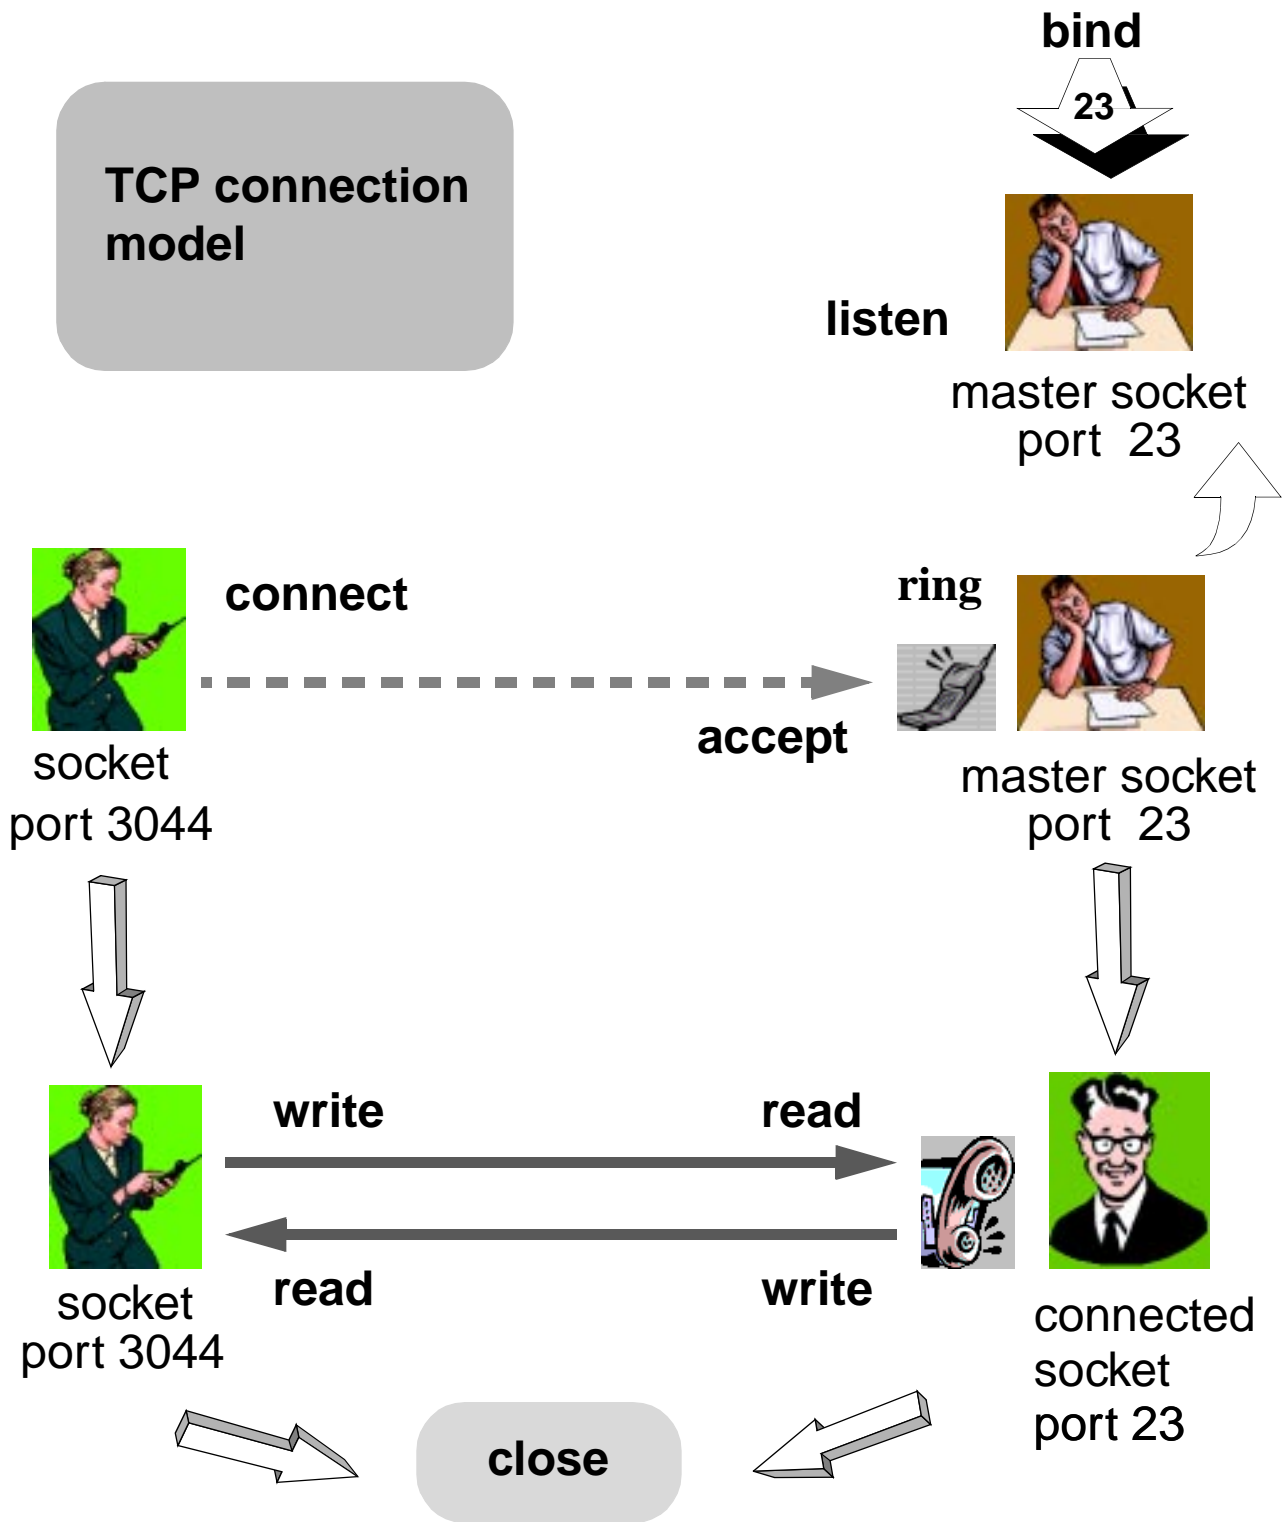 bind
23
TCP connection
model
listen
master socket
port 23
connect
ring
accept
socket
port 3044
master socket
port 23
write
read
read
write
socket
port 3044
connected
socket
port 23
close